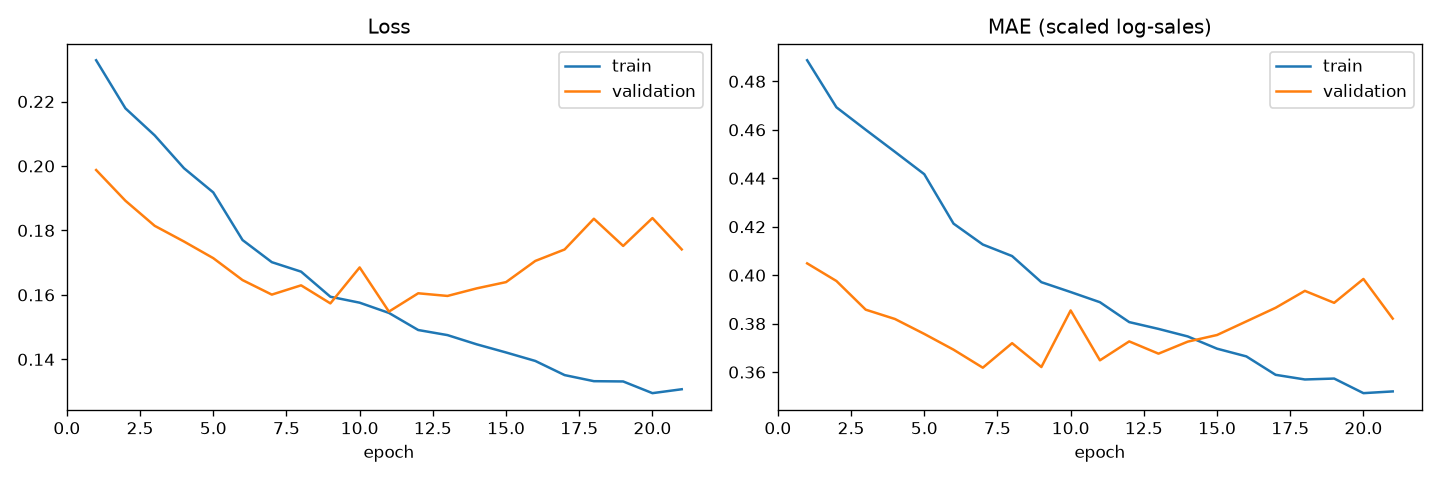 Loss
train
validation
0.22
0.20
0.18
0.16
0.14
0.0 2.5 5.0 7.5 10.0 12.5 15.0 17.5 20.0
epoch
MAE (scaled log-sales)
train
validation
0.48
0.46
0.44
0.42
0.40
0.38
0.36
0.0 2.5 5.0 7.5 10.0 12.5 15.0 17.5 20.0
epoch